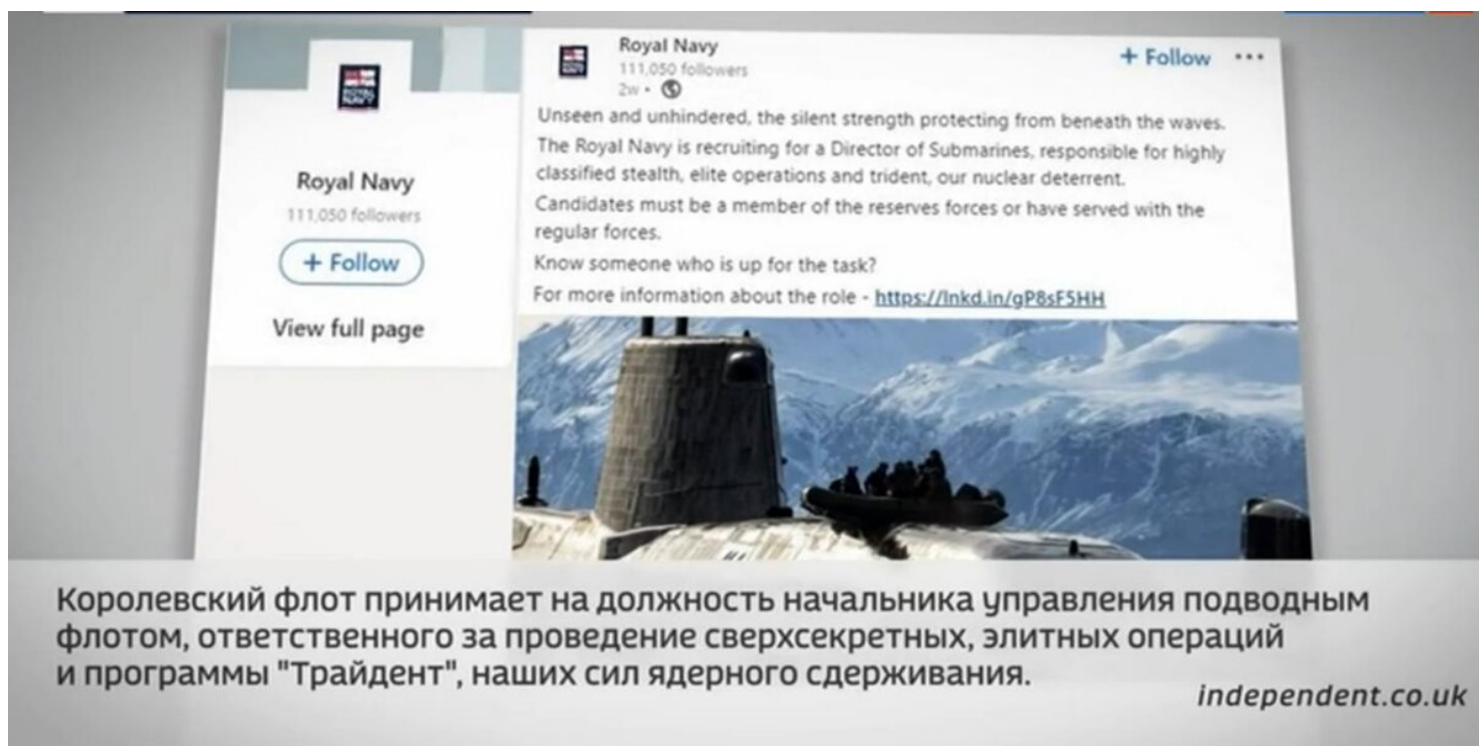 ROYAL
NAVY
Royal Navy
111,050 followers
+ Follow
View full page
Royal Navy
111,050 followers
2w •
+ Follow
Unseen and unhindered, the silent strength protecting from beneath the waves.
The Royal Navy is recruiting for a Director of Submarines, responsible for highly
classified stealth, elite operations and trident, our nuclear deterrent.
Candidates must be a member of the reserves forces or have served with the
regular forces.
Know someone who is up for the task?
For more information about the role - https://lnkd.in/gP8sF5HH
Королевский флот принимает на должность начальника управления подводным
флотом, ответственного за проведение сверхсекретных, элитных операций
и программы "Трайдент", наших сил ядерного сдерживания.
independent.co.uk